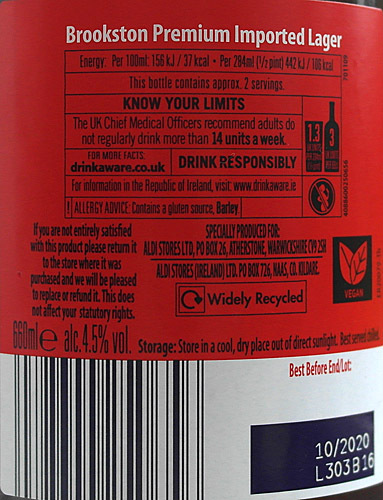 Brookston Premium Imported Lager
Energy: Per 100ml: 156 kJ / 37 kcal • Per 284ml (½ pint) 442 kJ / 106 kcal
This bottle contains approx. 2 servings.
KNOW YOUR LIMITS
The UK Chief Medical Officers recommend adults do
not regularly drink more than 14 units a week.
FOR MORE FACTS:
drinkaware.co.uk
DRINK RESPONSIBLY
For information in the Republic of Ireland, visit: www.drinkaware.ie
! ALLERGY ADVICE: Contains a gluten source, Barley.
1.3
3
If you are not entirely satisfied
with this product please return it
to the store where it was
purchased and we will be pleased
to replace or refund it. This does
not affect your statutory rights.
SPECIALLY PRODUCED FOR:
ALDI STORES LTD, PO BOX 26, ATHERSTONE, WARWICKSHIRE CV9 2SH
ALDI STORES (IRELAND) LTD. PO BOX 726, NAAS, CO. KILDARE.
Widely Recycled
VEGAN
660ml e alc.4.5% vol.
Storage: Store in a cool, dry place out of direct sunlight. Best served chilled.
Best Before End/Lot:
10/2020
L303B16